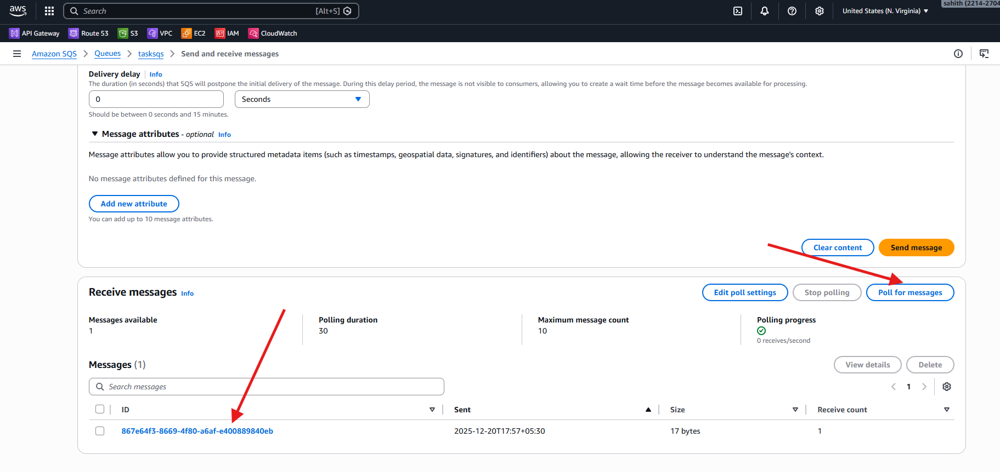 aws
Search [Alt+S]
United States (N. Virginia)
sahith (2214-2704
API Gateway Route 53 S3 VPC EC2 IAM CloudWatch
Amazon SQS Queues tasksqs Send and receive messages
Delivery delay Info
The duration (in seconds) that SQS will postpone the initial delivery of the message. During this delay period, the message is not visible to consumers, allowing you to create a wait time before the message becomes available for processing.
0 Seconds
Should be between 0 seconds and 15 minutes.
Message attributes - optional Info
Message attributes allow you to provide structured metadata items (such as timestamps, geospatial data, signatures, and identifiers) about the message, allowing the receiver to understand the message's context.
No message attributes defined for this message.
Add new attribute
You can add up to 10 message attributes.
Clear content Send message
Receive messages Info
Edit poll settings Stop polling Poll for messages
Messages available Polling duration Maximum message count Polling progress
1 30 10
0 receives/second
Messages (1)
View details Delete
Search messages
1
ID Sent Size Receive count
867e64f3-8669-4f80-a6af-e400889840eb 2025-12-20T17:57+05:30 17 bytes 1